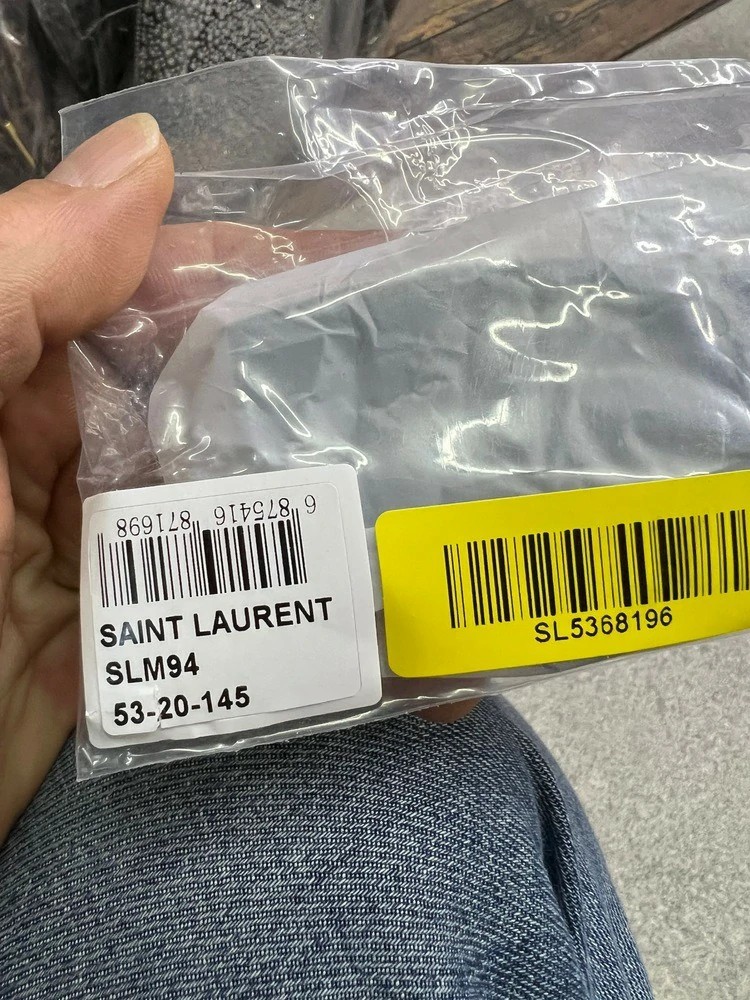 6 875416 871698
SAINT LAURENT
SLM94
53-20-145
SL5368196